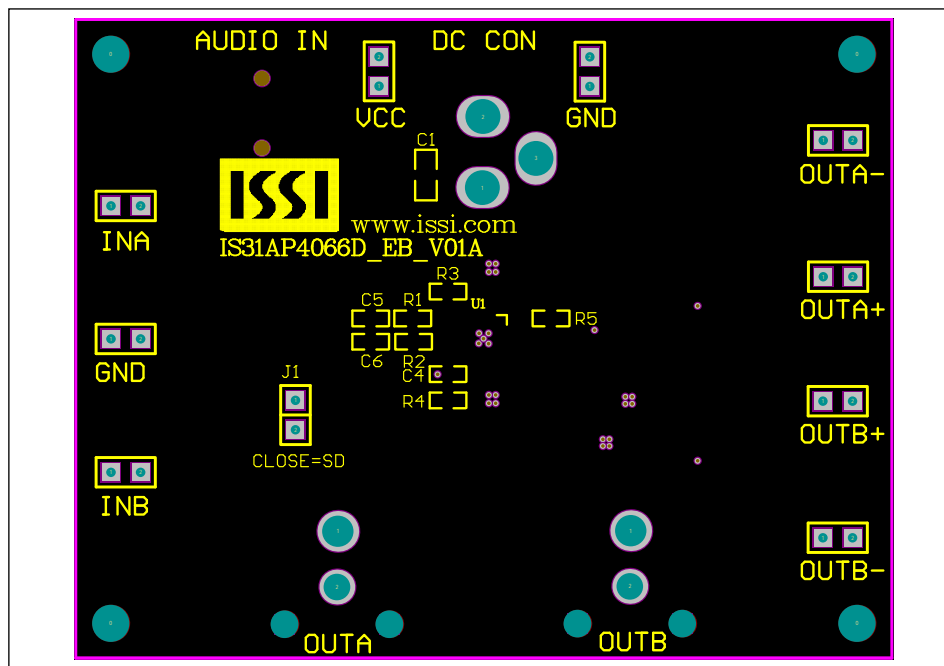 AUDIO IN
DC CON
VCC
GND
C1
OUTA-
ISSI
www.issi.com
INA
IS31AP4066D_EB_V01A
R3
U1
C5
R1
R5
OUTA+
C6
R2
GND
C4
J1
R4
OUTB+
CLOSE=SD
INB
OUTB-
OUTA
OUTB